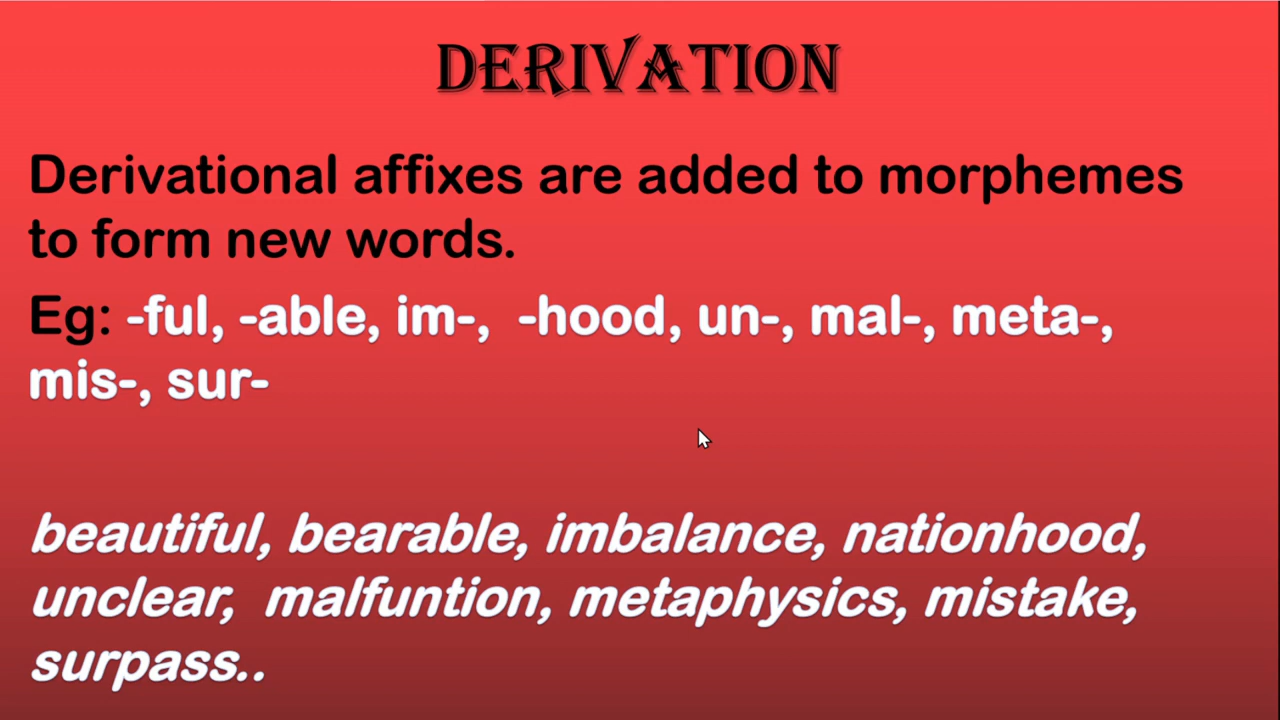 DERIVATION
Derivational affixes are added to morphemes
to form new words.
Eg: -ful, -able, im-,  -hood, un-, mal-, meta-,
mis-, sur-
beautiful, bearable, imbalance, nationhood,
unclear,  malfuntion, metaphysics, mistake,
surpass..